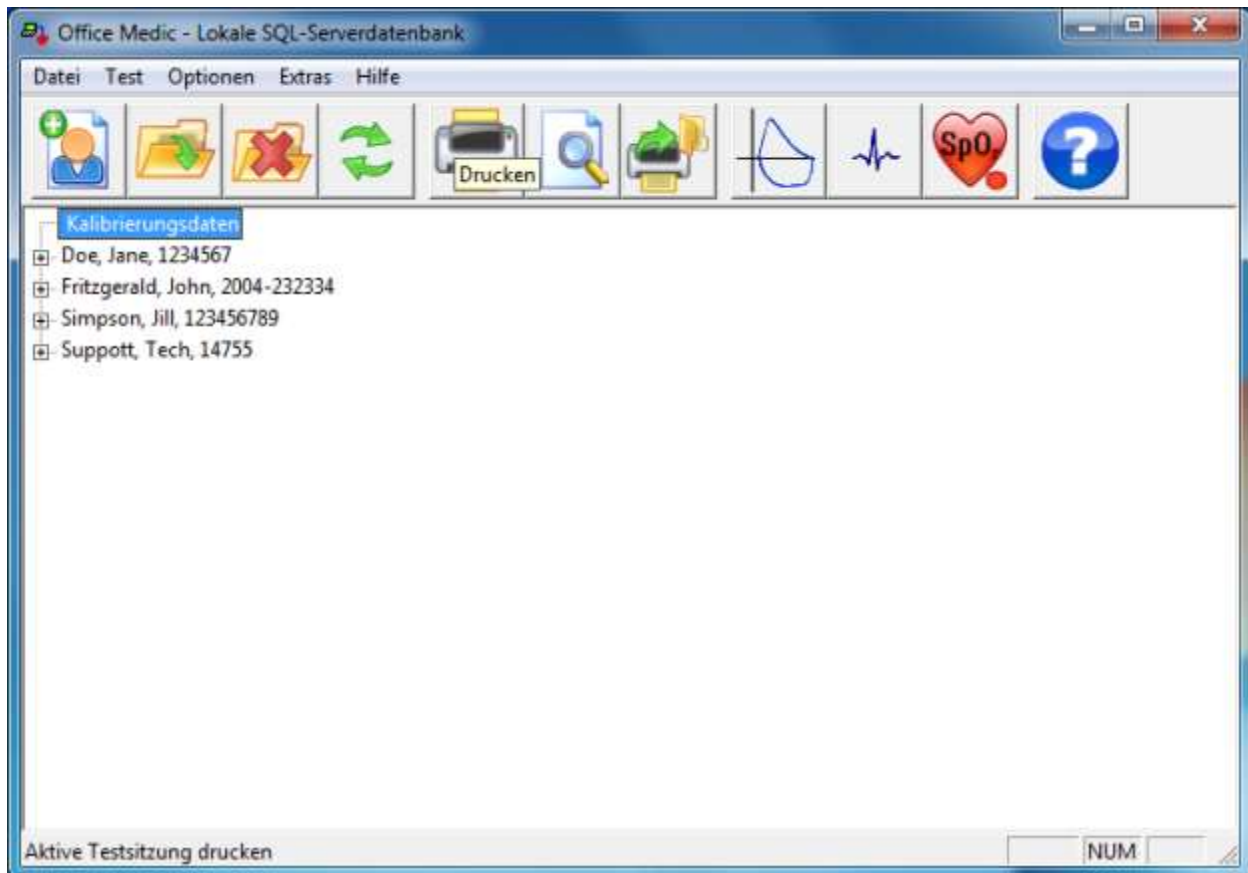 Office Medic - Lokale SQL-Serverdatenbank
Datei Test Optionen Extras Hilfe
SpO₂
?
Drucken
Kalibrierungsdaten
Doe, Jane, 1234567
Fritzgerald, John, 2004-232334
Simpson, Jill, 123456789
Suppott, Tech, 14755
Aktive Testsitzung drucken NUM